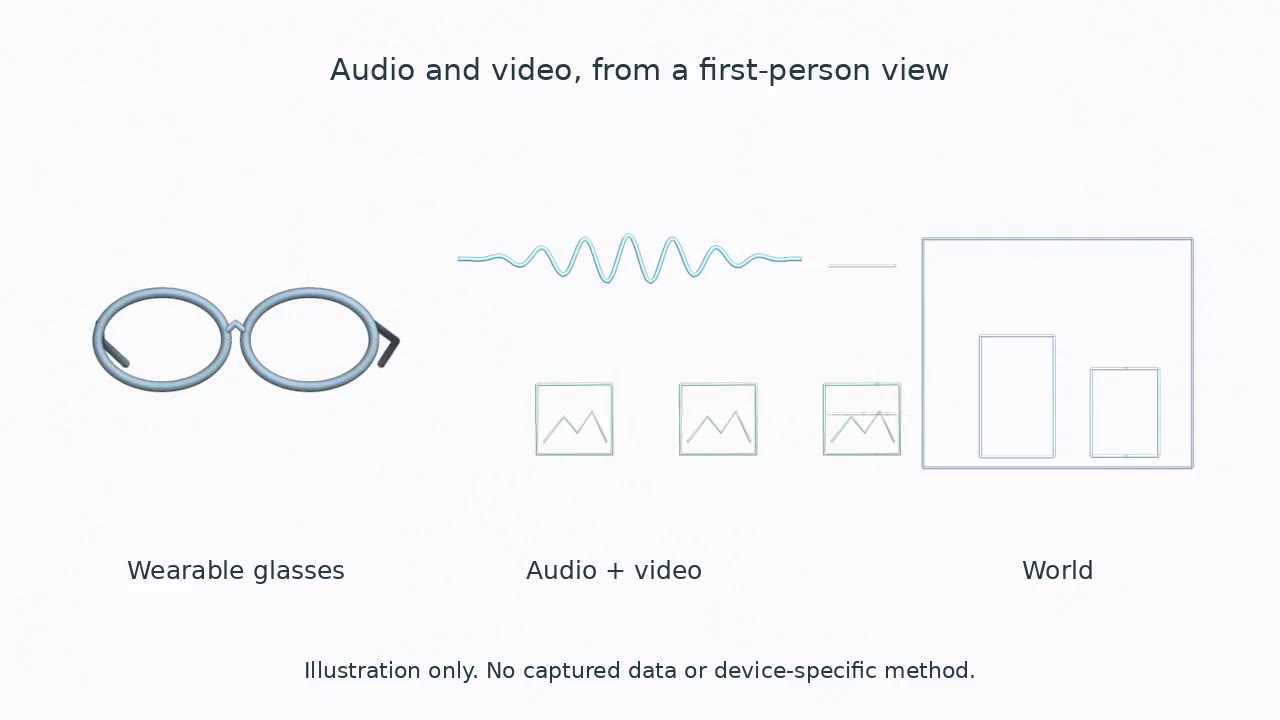 Audio and video, from a first-person view
Wearable glasses
Audio + video
World
Illustration only. No captured data or device-specific method.